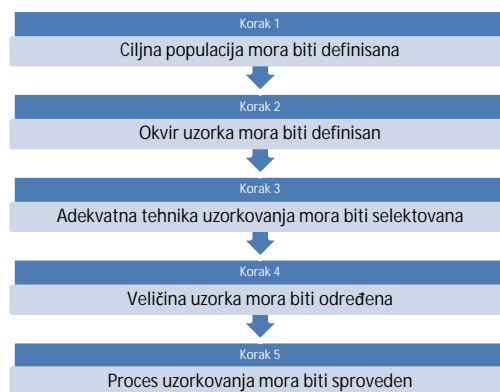 Korak 1
Ciljna populacija mora biti definisana
Korak 2
Okvir uzorka mora biti definisan
Korak 3
Adekvatna tehnika uzorkovanja mora biti selektovana
Korak 4
Veličina uzorka mora biti određena
Korak 5
Proces uzorkovanja mora biti sproveden